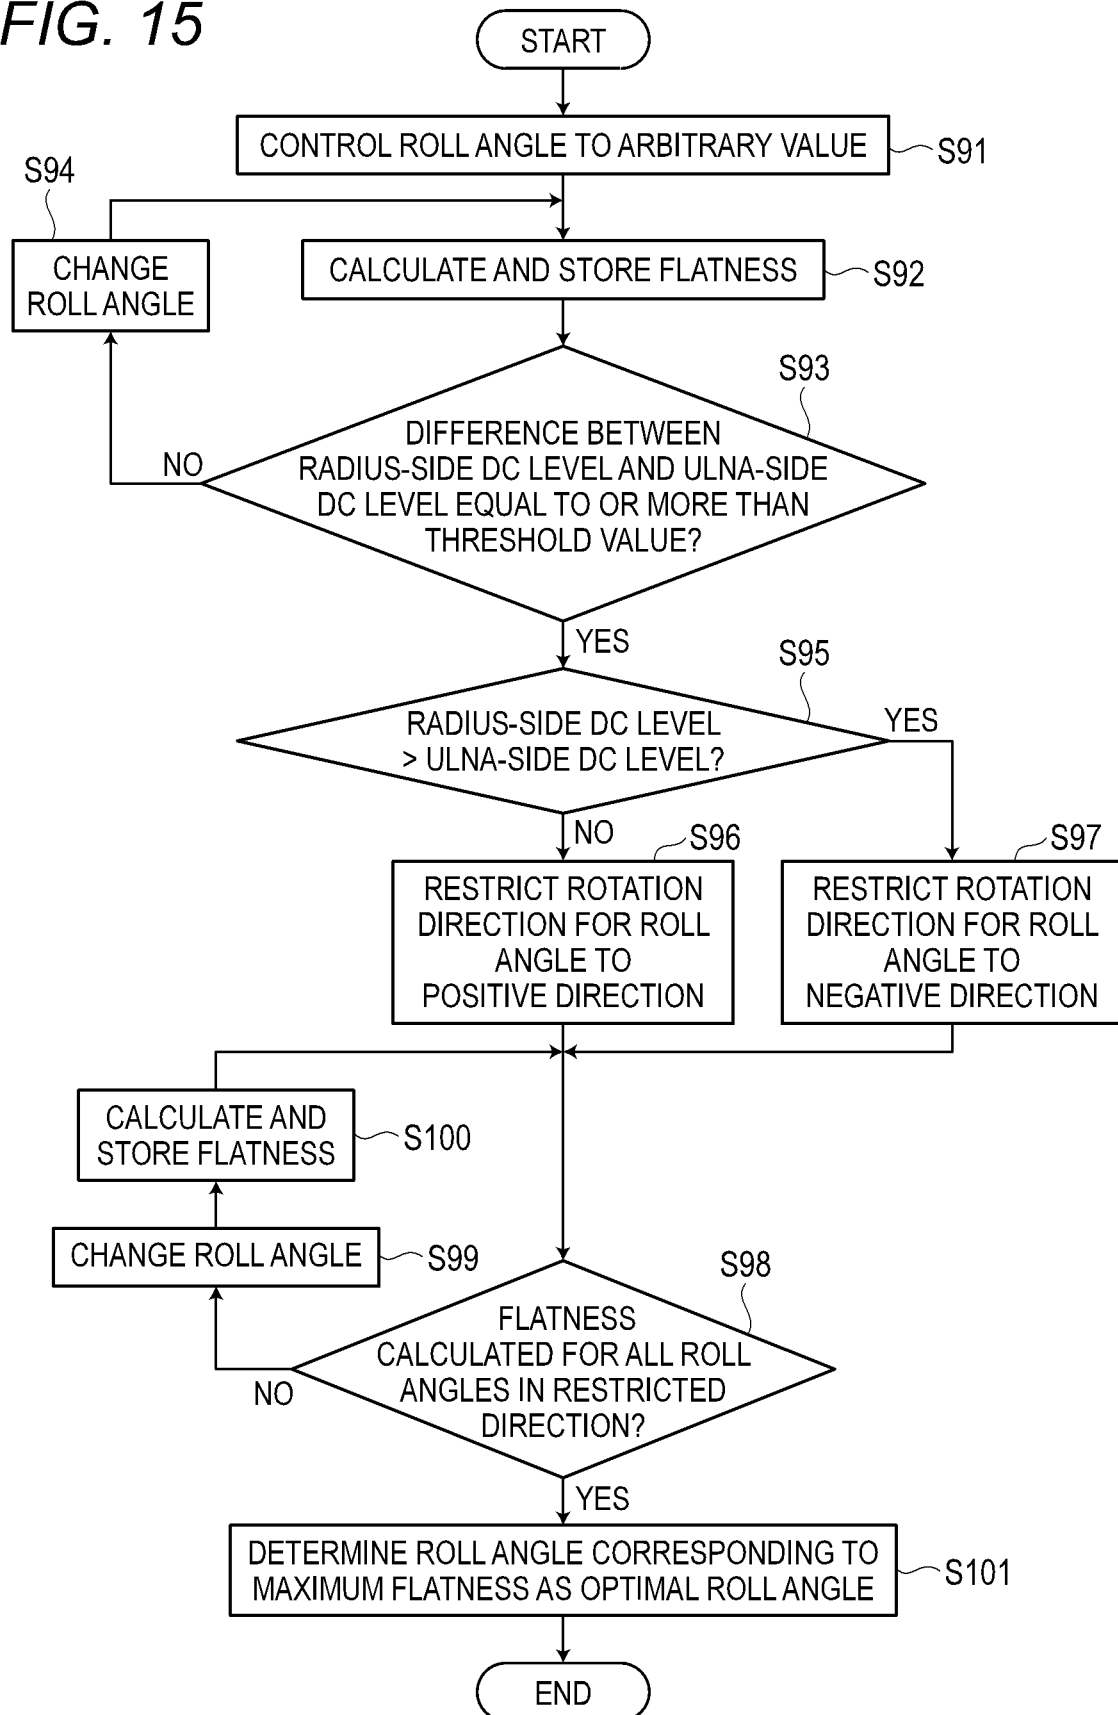 FIG. 15
START
CONTROL ROLL ANGLE TO ARBITRARY VALUE
S91
S94
CHANGE
ROLL ANGLE
CALCULATE AND STORE FLATNESS
S92
S93
DIFFERENCE BETWEEN
RADIUS-SIDE DC LEVEL AND ULNA-SIDE
DC LEVEL EQUAL TO OR MORE THAN
THRESHOLD VALUE?
NO
YES
S95
RADIUS-SIDE DC LEVEL
> ULNA-SIDE DC LEVEL?
YES
NO
S96
RESTRICT ROTATION
DIRECTION FOR ROLL
ANGLE TO
POSITIVE DIRECTION
S97
RESTRICT ROTATION
DIRECTION FOR ROLL
ANGLE TO
NEGATIVE DIRECTION
CALCULATE AND
STORE FLATNESS
S100
CHANGE ROLL ANGLE
S99
S98
FLATNESS
CALCULATED FOR ALL ROLL
ANGLES IN RESTRICTED
DIRECTION?
NO
YES
DETERMINE ROLL ANGLE CORRESPONDING TO
MAXIMUM FLATNESS AS OPTIMAL ROLL ANGLE
S101
END